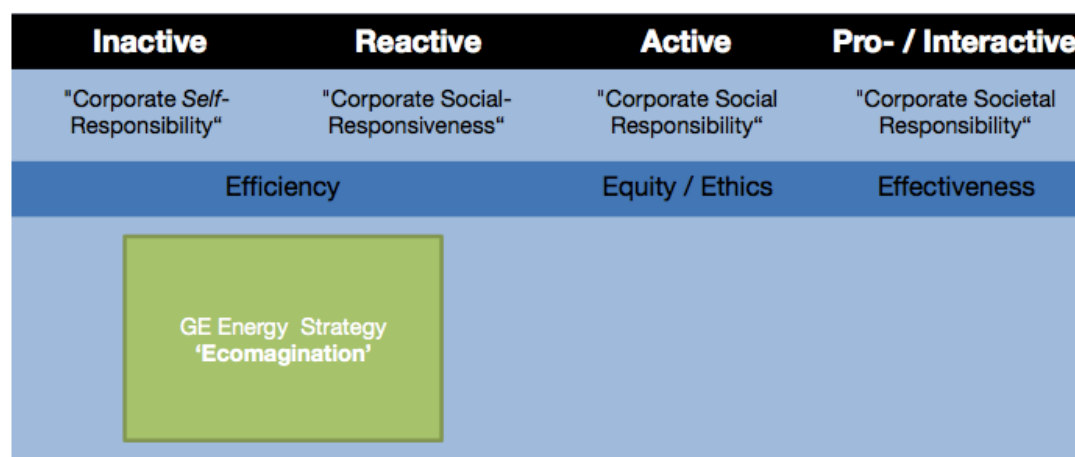 Inactive Reactive Active Pro- / Interactive
"Corporate Self- "Corporate Social- "Corporate Social "Corporate Societal
Responsibility“ Responsiveness“ Responsibility“ Responsibility“
Efficiency Equity / Ethics Effectiveness
GE Energy Strategy
‘Ecomagination’